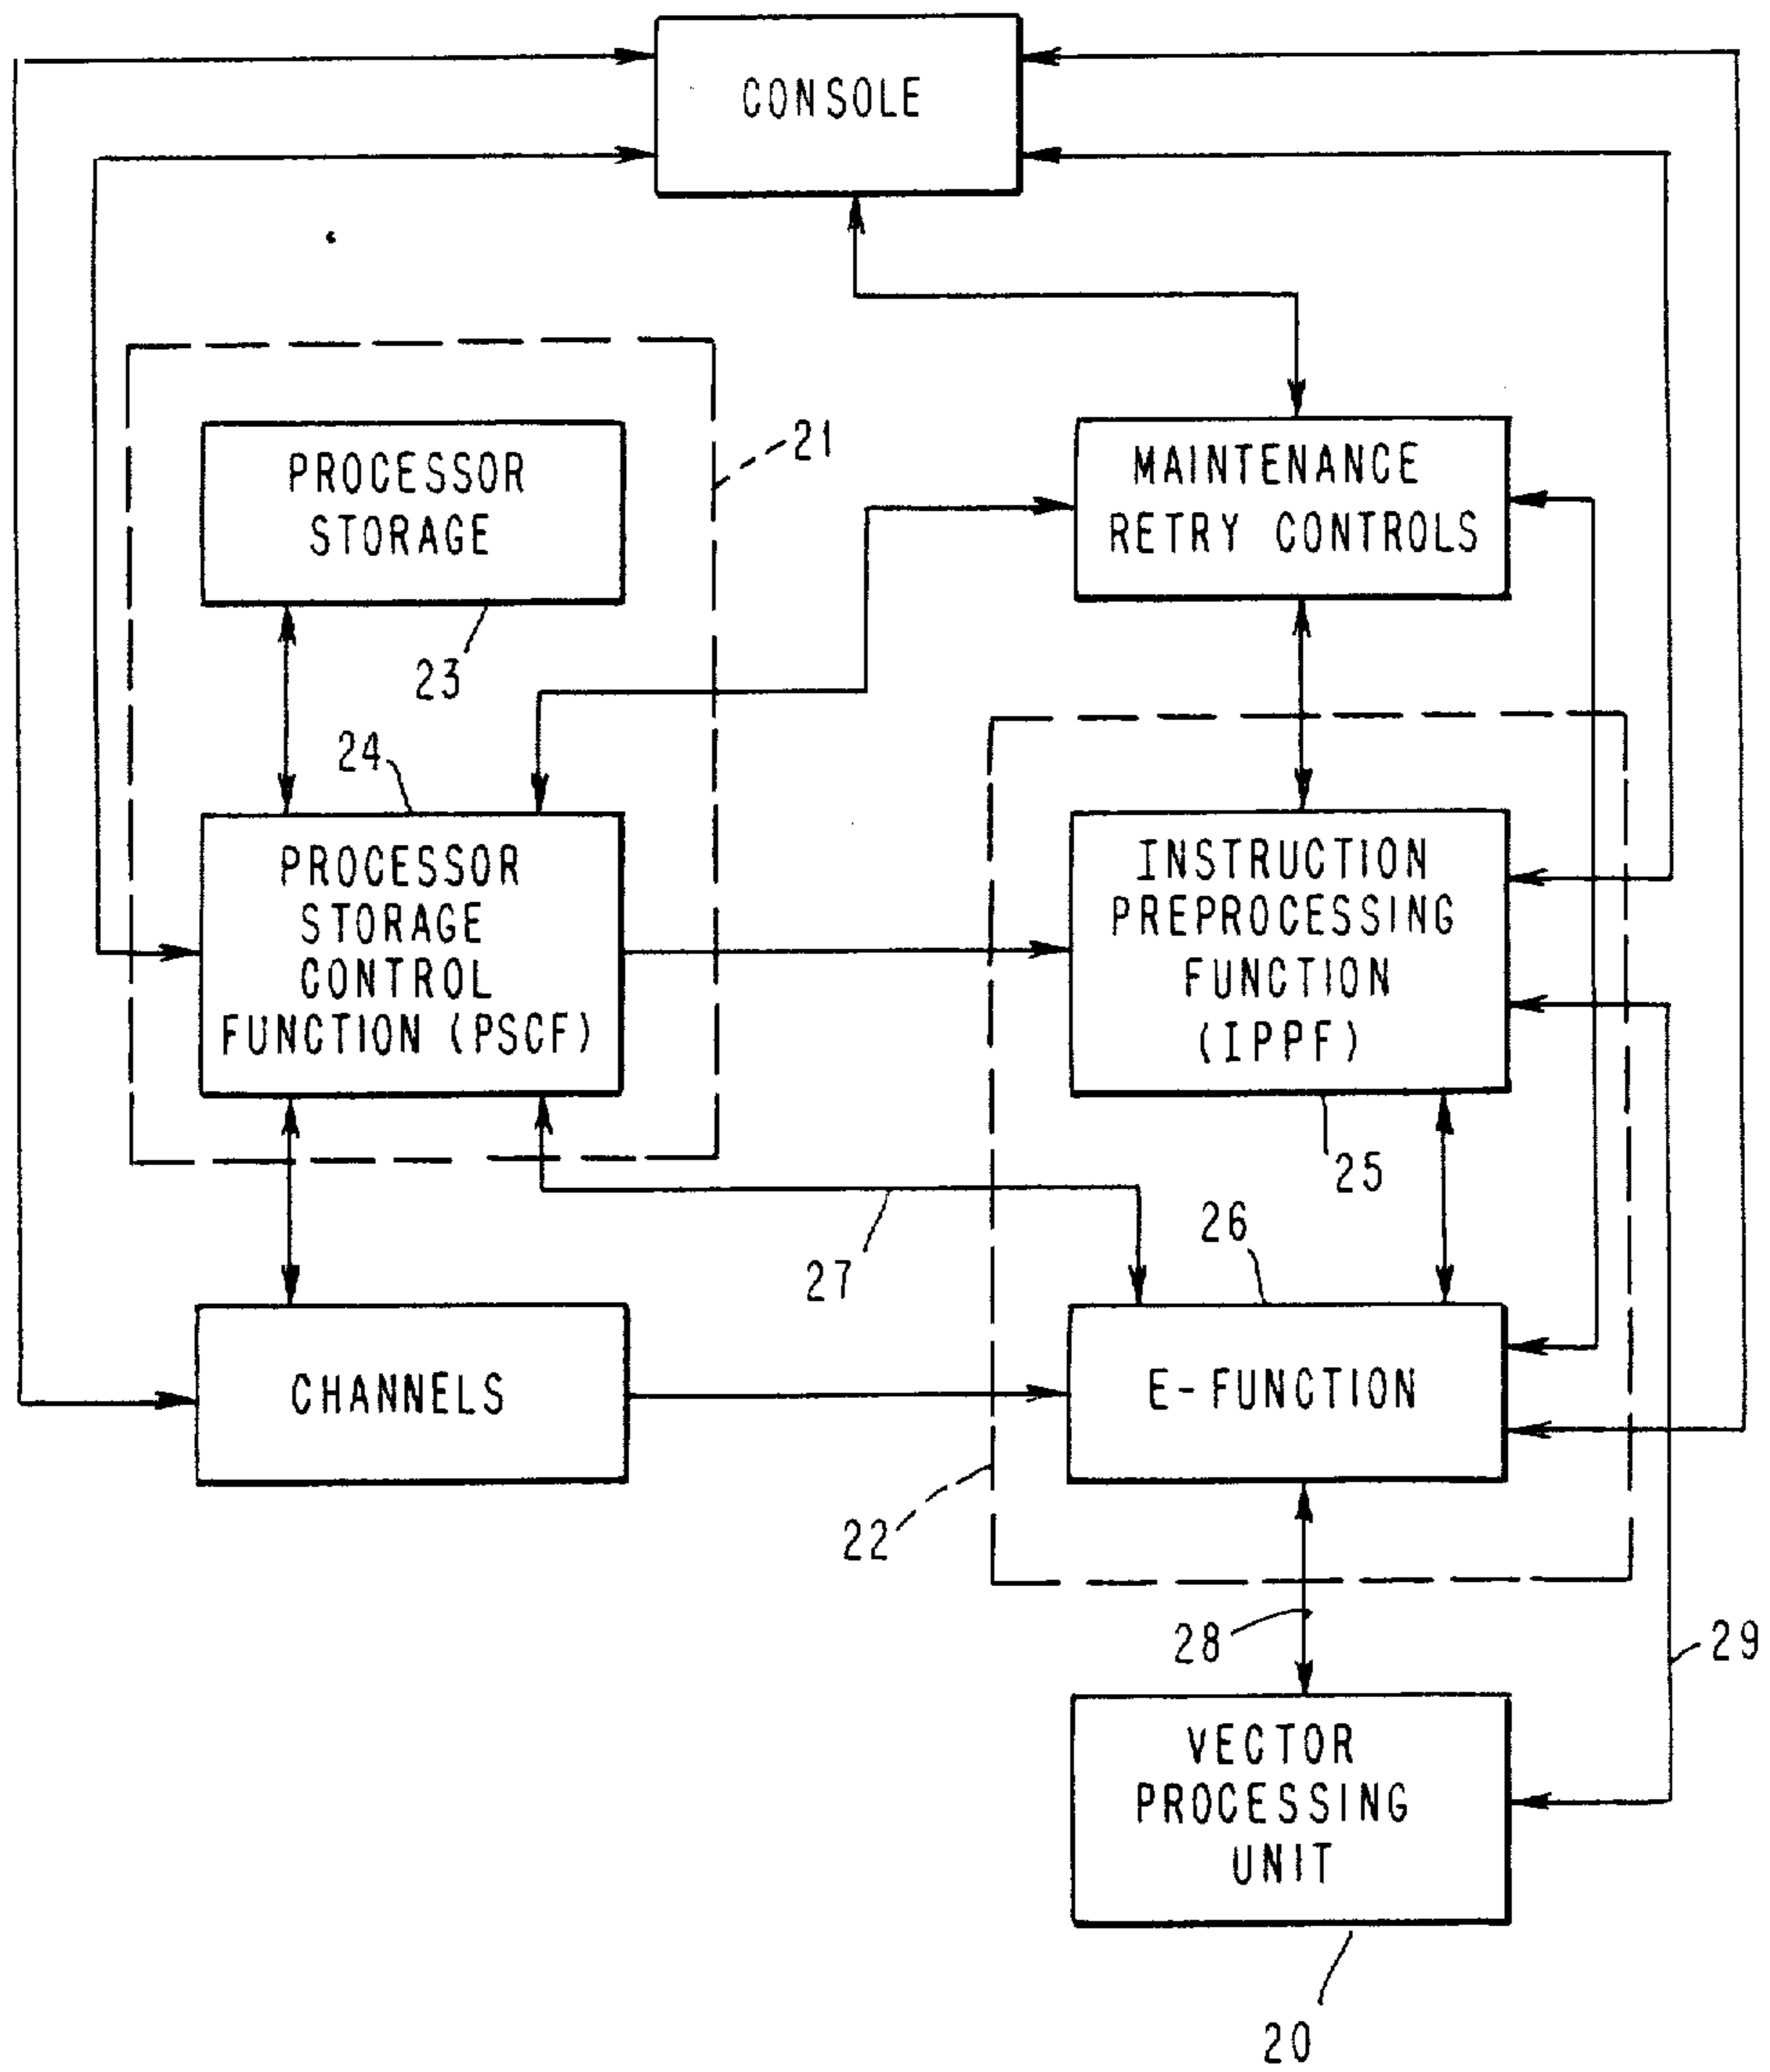 CONSOLE
21
PROCESSOR
STORAGE
MAINTENANCE
RETRY CONTROLS
23
24
PROCESSOR
STORAGE
CONTROL
FUNCTION (PSCF)
INSTRUCTION
PREPROCESSING
FUNCTION
(IPPF)
25
26
27
CHANNELS
E-FUNCTION
22
28
29
VECTOR
PROCESSING
UNIT
20